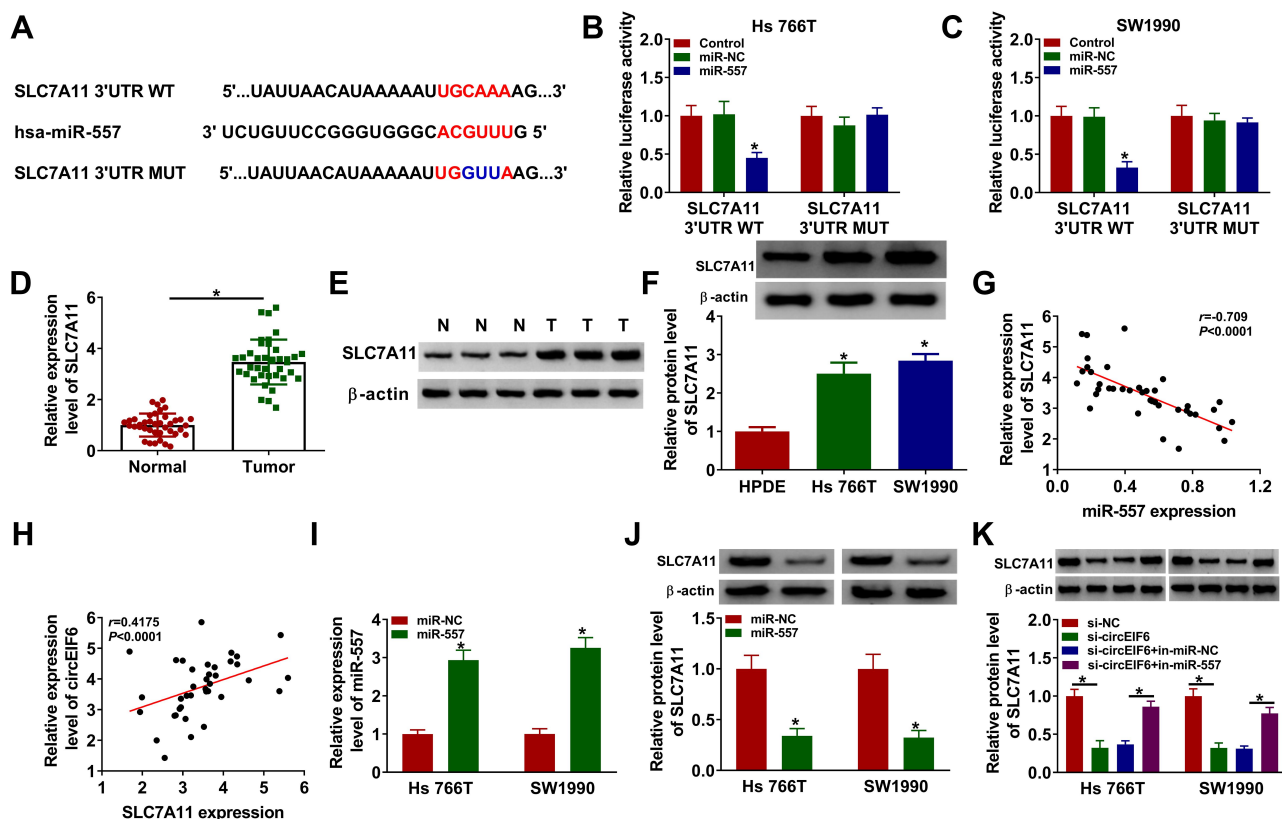 A
SLC7A11 3'UTR WT 5'...UAUUAACAUAAAAAUUGCAAAAG...3'
hsa-miR-557 3' UCUGUUCCGGGUGGGCACGUUUG 5'
SLC7A11 3'UTR MUT 5'...UAUUAACAUAAAAAUUGGUUAAG...3'
B
Hs 766T
Relative luciferase activity
2.0
1.5
1.0
0.5
0.0
Control
miR-NC
miR-557
*
SLC7A11
3'UTR WT
SLC7A11
3'UTR MUT
C
SW1990
Relative luciferase activity
2.0
1.5
1.0
0.5
0.0
Control
miR-NC
miR-557
*
SLC7A11
3'UTR WT
SLC7A11
3'UTR MUT
D
Relative expression
level of SLC7A11
6
4
2
0
*
Normal
Tumor
E
N N N T T T
SLC7A11
β-actin
F
SLC7A11
β-actin
Relative protein level
of SLC7A11
4
3
2
1
0
* *
HPDE Hs 766T SW1990
G
Relative expression
level of SLC7A11
6
5
4
3
2
1
r=-0.709
P<0.0001
0.0 0.4 0.8 1.2
miR-557 expression
H
Relative expression
level of circEIF6
6
5
4
3
2
1
r=0.4175
P<0.0001
1 2 3 4 5 6
SLC7A11 expression
I
Relative expression
level of miR-557
4
3
2
1
0
miR-NC
miR-557
* *
Hs 766T SW1990
J
SLC7A11
β-actin
Relative protein level
of SLC7A11
1.5
1.0
0.5
0.0
miR-NC
miR-557
* *
Hs 766T SW1990
K
SLC7A11
β-actin
Relative protein level
of SLC7A11
2.0
1.5
1.0
0.5
0.0
si-NC
si-circEIF6
si-circEIF6+in-miR-NC
si-circEIF6+in-miR-557
* * * *
Hs 766T SW1990